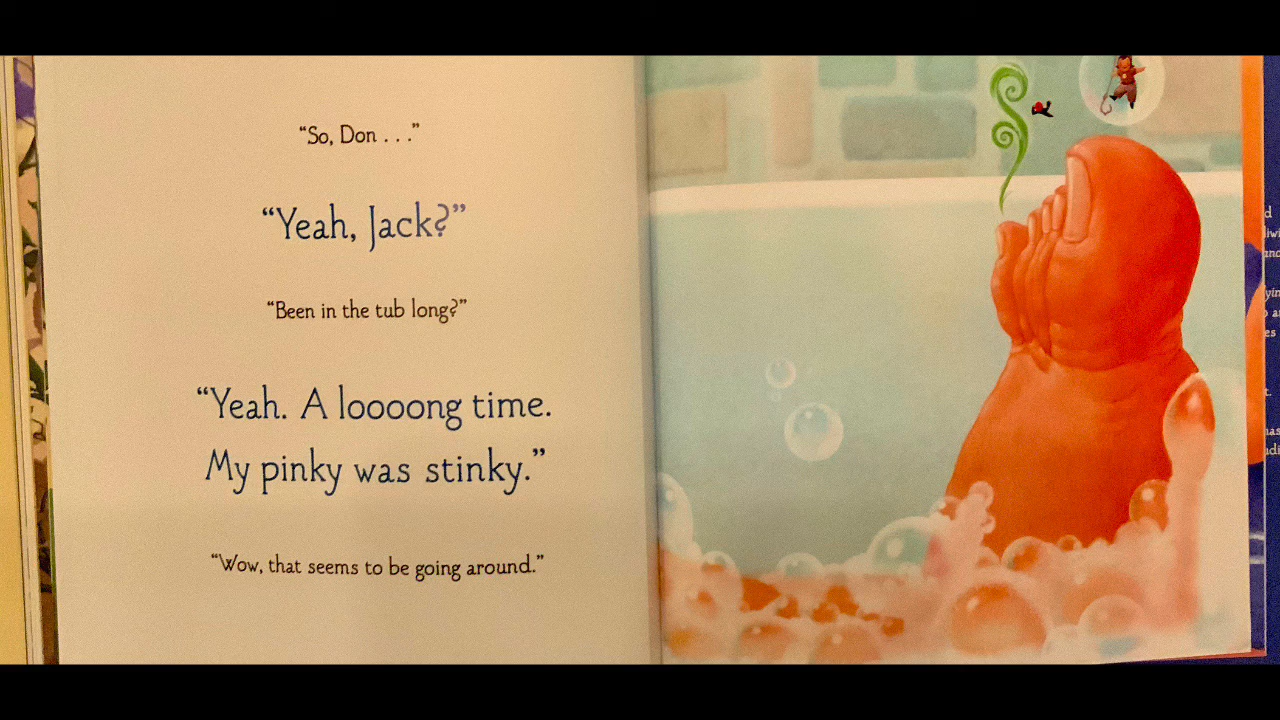 “So, Don . . .”
“Yeah, Jack?”
“Been in the tub long?”
“Yeah. A loooong time.
My pinky was stinky.”
“Wow, that seems to be going around.”